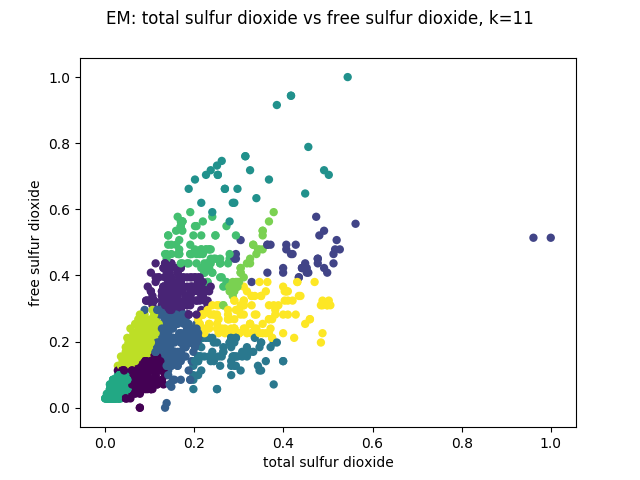 EM: total sulfur dioxide vs free sulfur dioxide, k=11
free sulfur dioxide
1.0
0.8
0.6
0.4
0.2
0.0
0.0 0.2 0.4 0.6 0.8 1.0
total sulfur dioxide